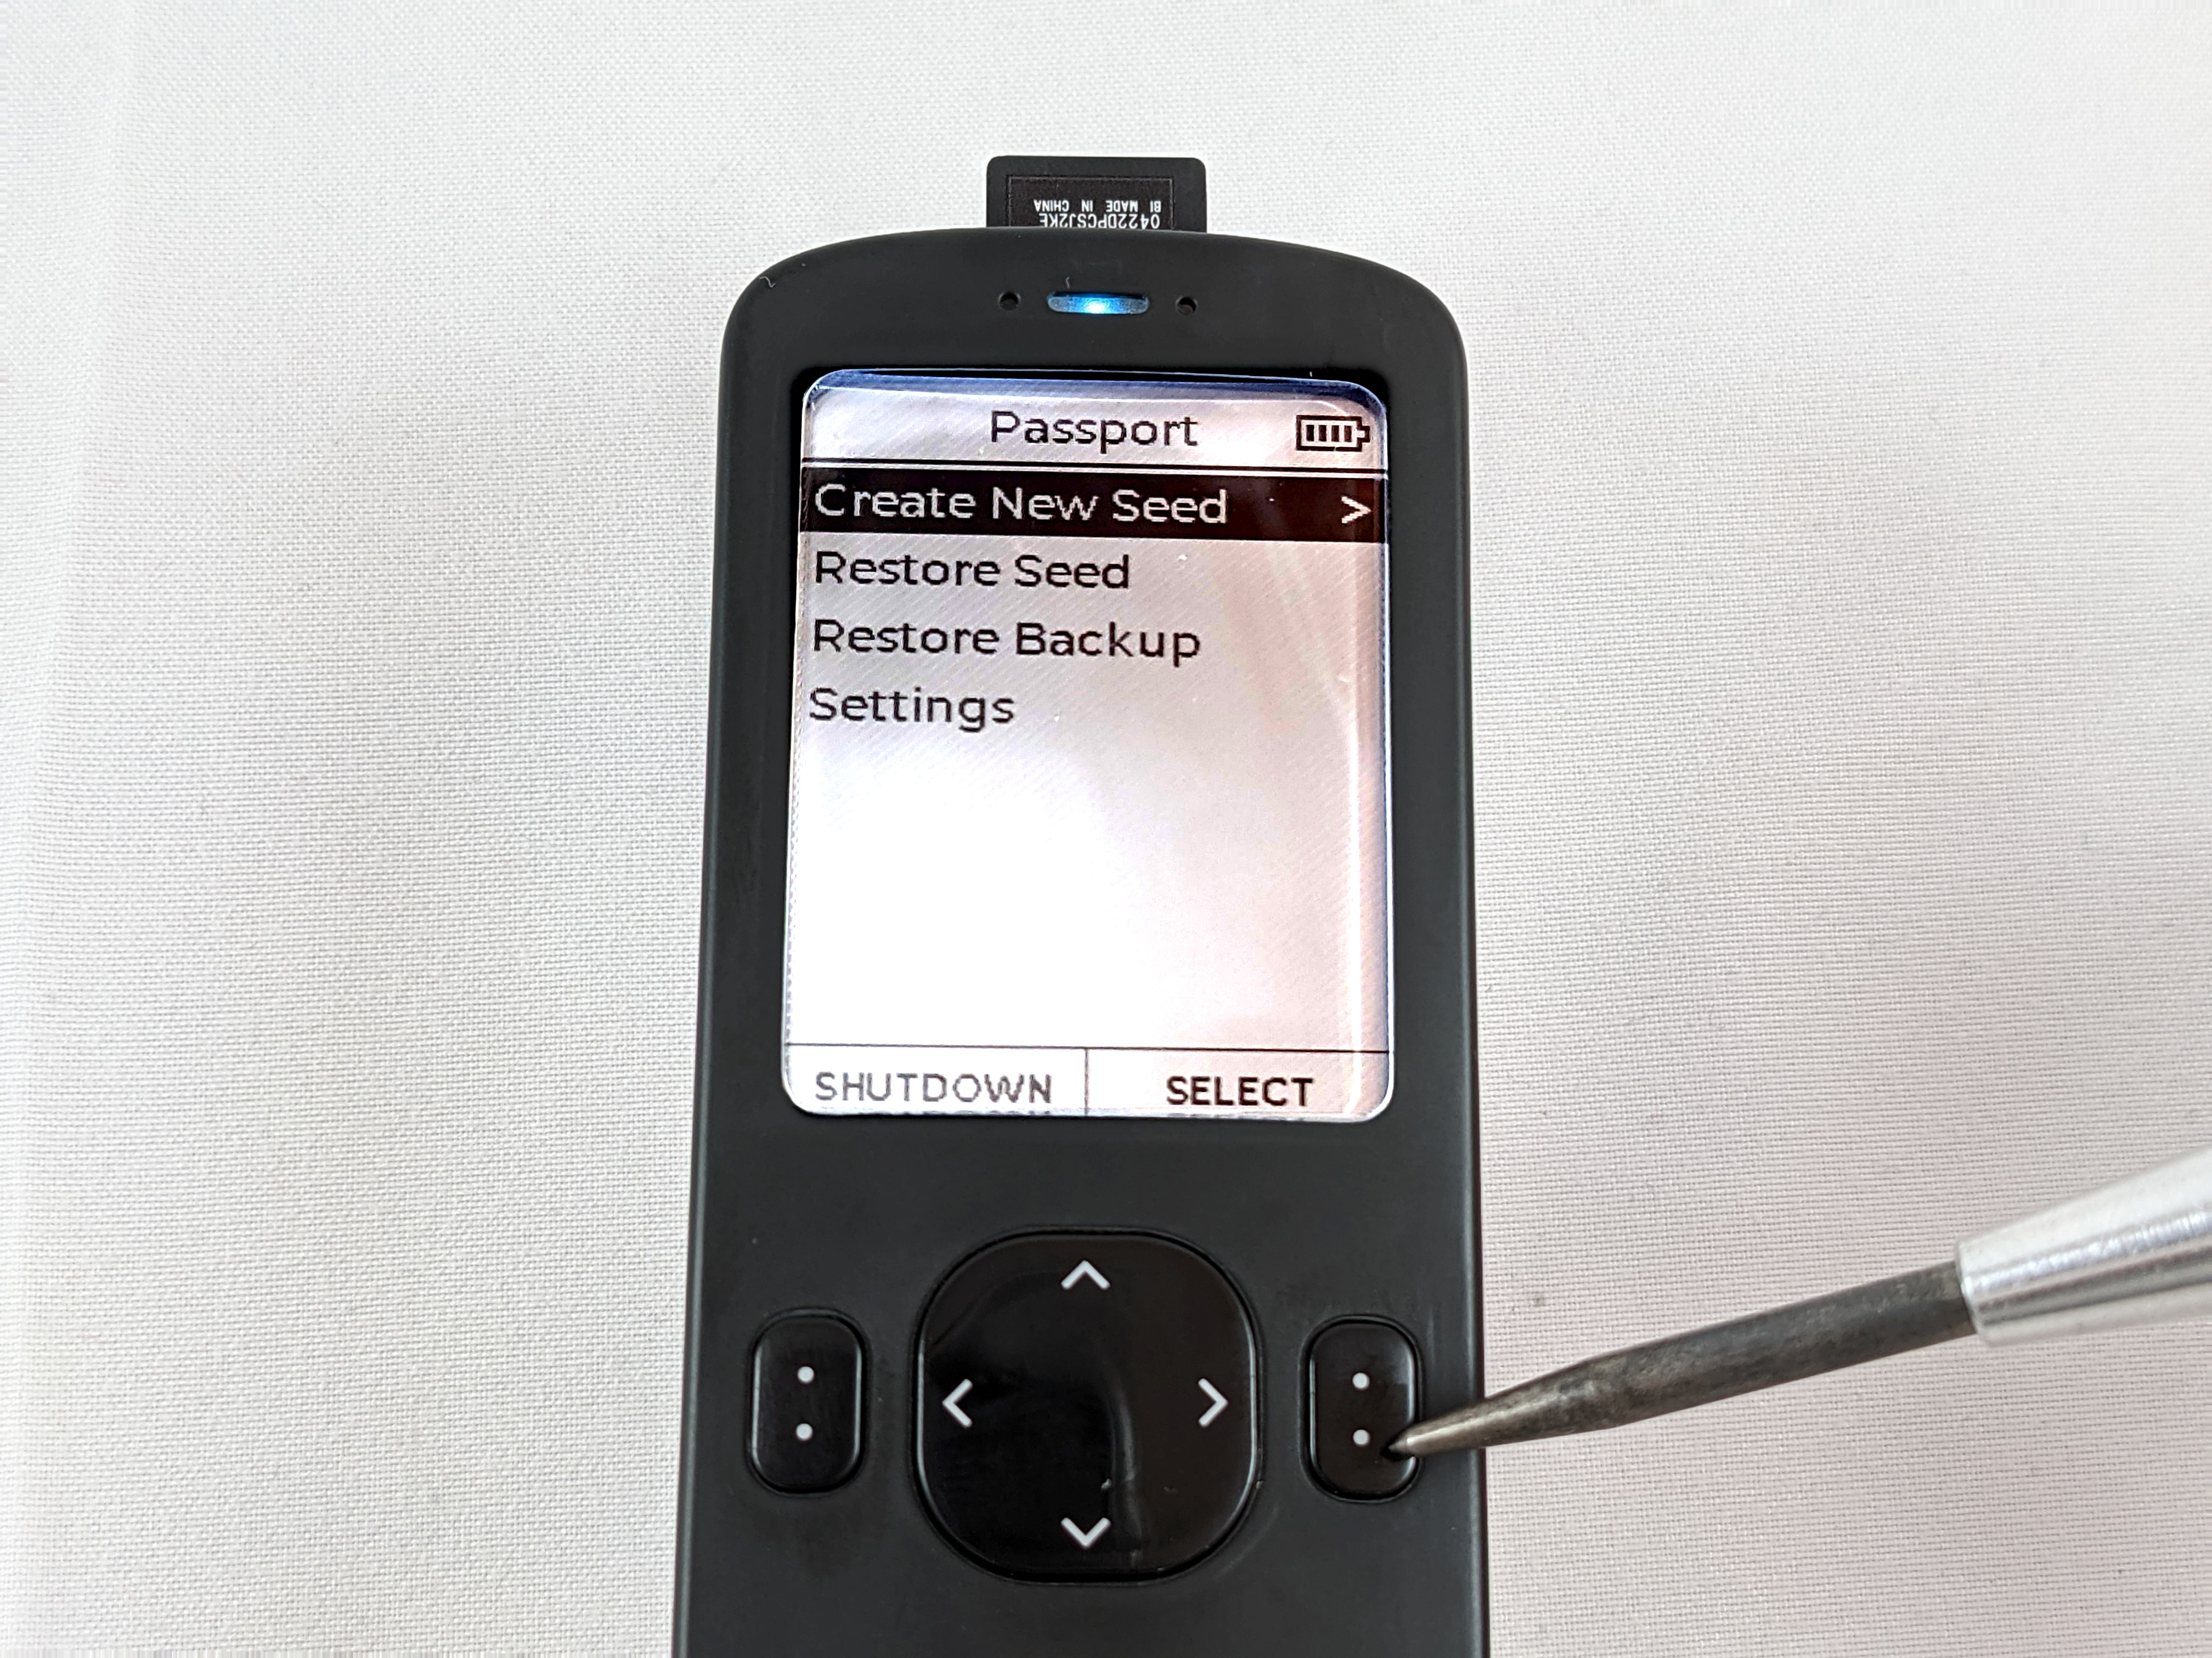 BI MADE IN CHINA
0422DPCSJ2KE
Passport
Create New Seed >
Restore Seed
Restore Backup
Settings
SHUTDOWN SELECT